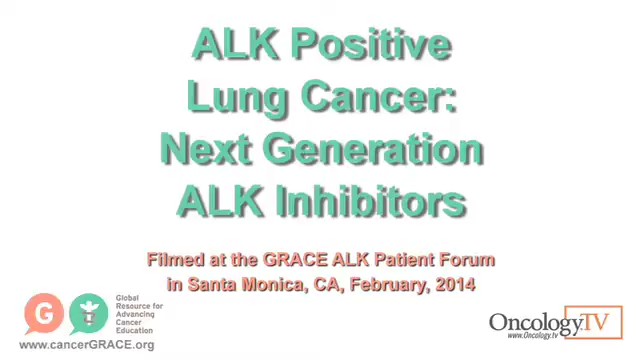 ALK Positive
Lung Cancer:
Next Generation
ALK Inhibitors
Filmed at the GRACE ALK Patient Forum
in Santa Monica, CA, February, 2014
G
Global
Resource for
Advancing
Cancer
Education
www.cancerGRACE.org
OncologyTV
www.Oncology.tv